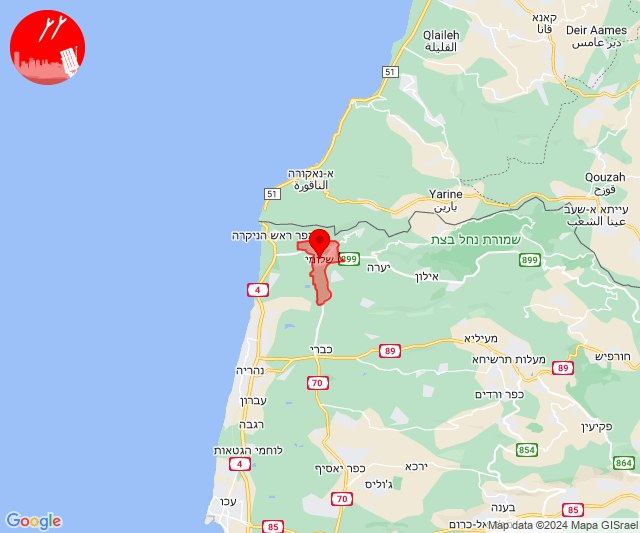 קאנא
قانا
Deir Aames
دير عامس
Qlaileh
القليلة
51
א-נאקורה
الناقورة
51
Qouzah
قوزح
Yarine
يارين
עייתא א-שעב
عيتا الشعب
כפר ראש הניקרה
שמורת נחל בצת
שלומי
899
899
יערה
אילון
4
כברי
89
מעיליא
מעלות תרשיחא
חורפיש
89
נהריה
70
עברון
כפר ורדים
רגבה
פקיעין
לוחמי הגטאות
854
864
4
כפר יאסיף
ירכא
ג'וליס
עכו
70
בענה
85
85
Google
Map data ©2024 Mapa GISrael